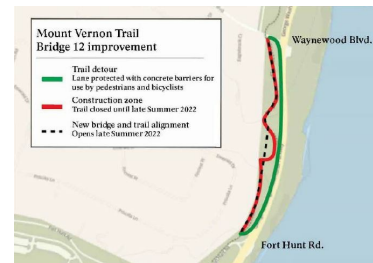 Mount Vernon Trail
Bridge 12 improvement
Trail detour
Lane protected with concrete barriers for
use by pedestrians and bicyclists
Construction zone
Trail closed until late Summer 2022
New bridge and trail alignment
Opens late Summer 2022
Waynewood Blvd.
Fort Hunt Rd.